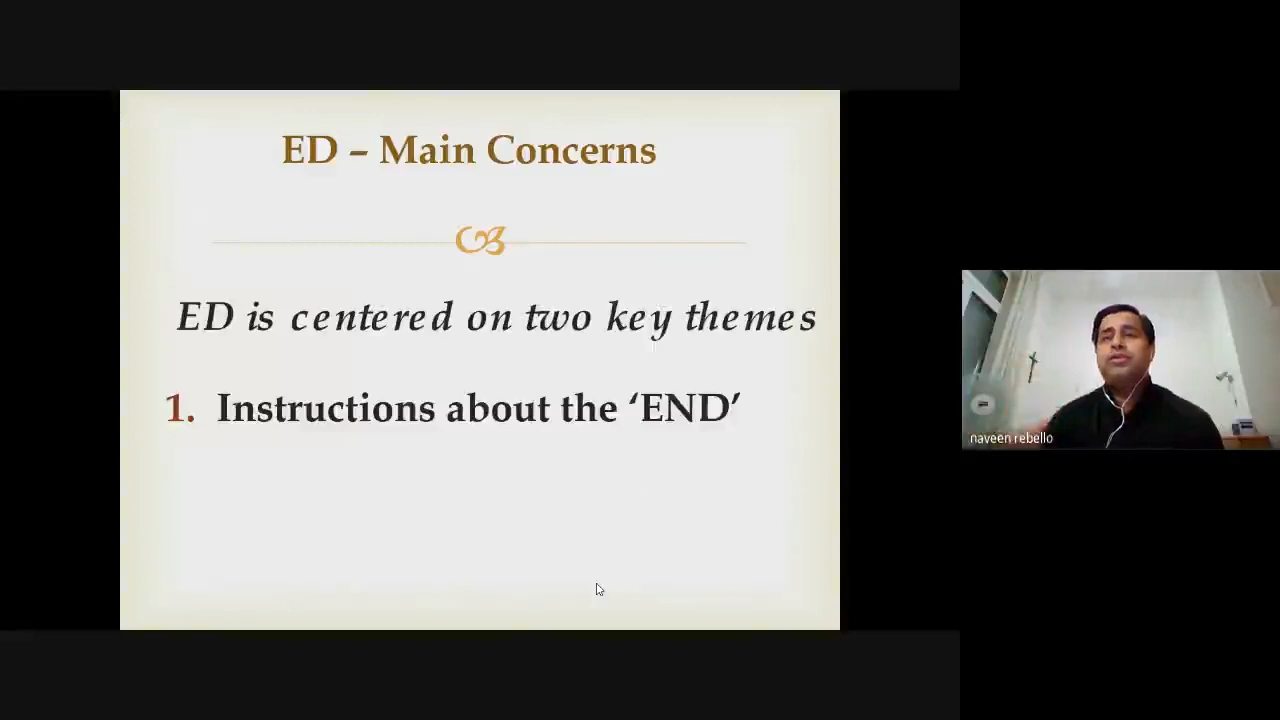 ED – Main Concerns
ED is centered on two key themes
1. Instructions about the ‘END’
naveen rebello